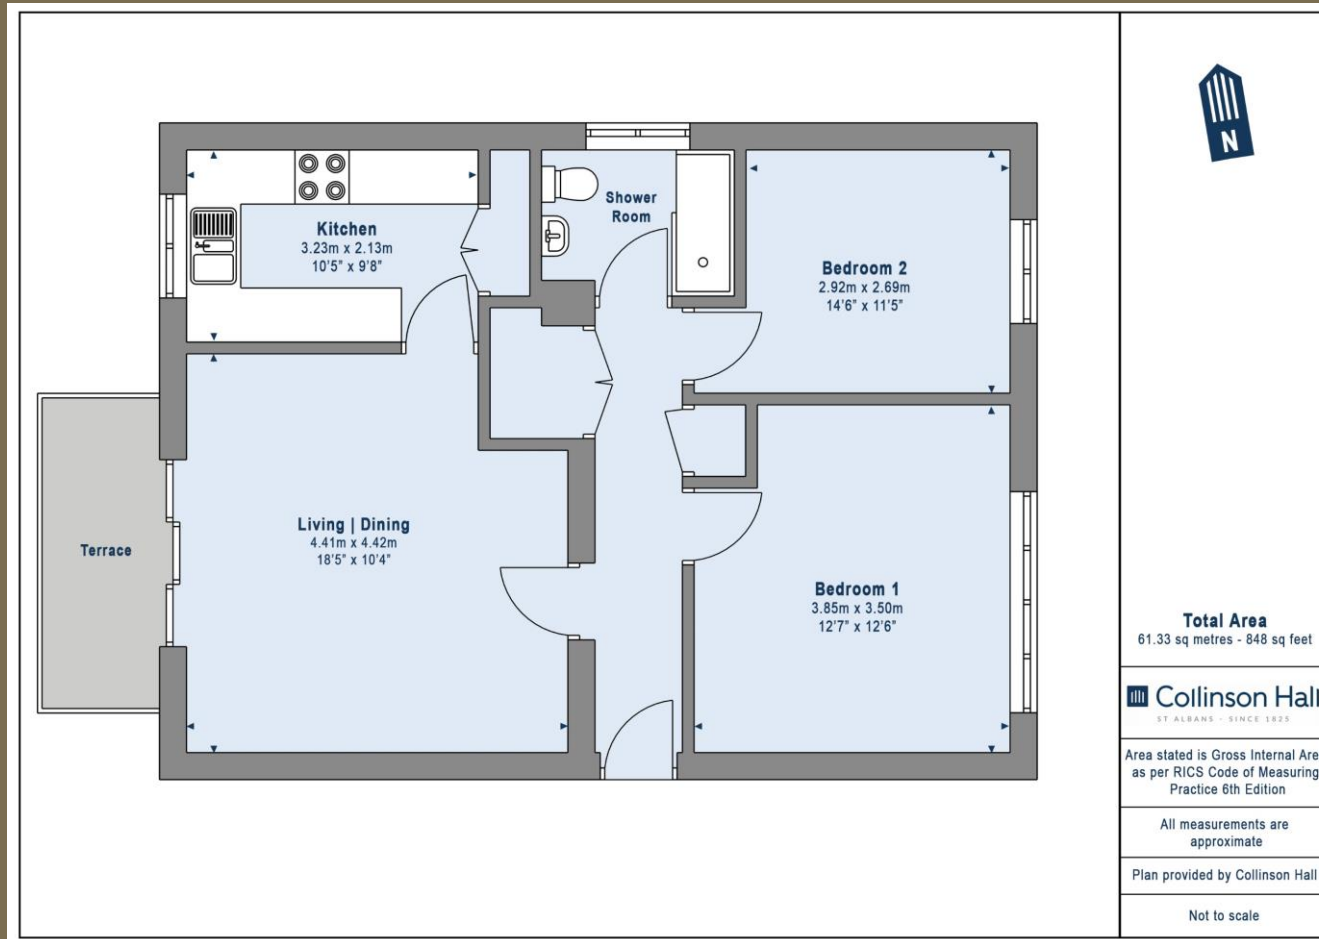 N
Kitchen
3.23m x 2.13m
10'5" x 9'8"
Shower
Room
Bedroom 2
2.92m x 2.69m
14'6" x 11'5"
Living | Dining
4.41m x 4.42m
18'5" x 10'4"
Terrace
Bedroom 1
3.85m x 3.50m
12'7" x 12'6"
Total Area
61.33 sq metres - 848 sq feet
Collinson Hall
ST ALBANS - SINCE 1825
Area stated is Gross Internal Are
as per RICS Code of Measuring
Practice 6th Edition
All measurements are
approximate
Plan provided by Collinson Hall
Not to scale